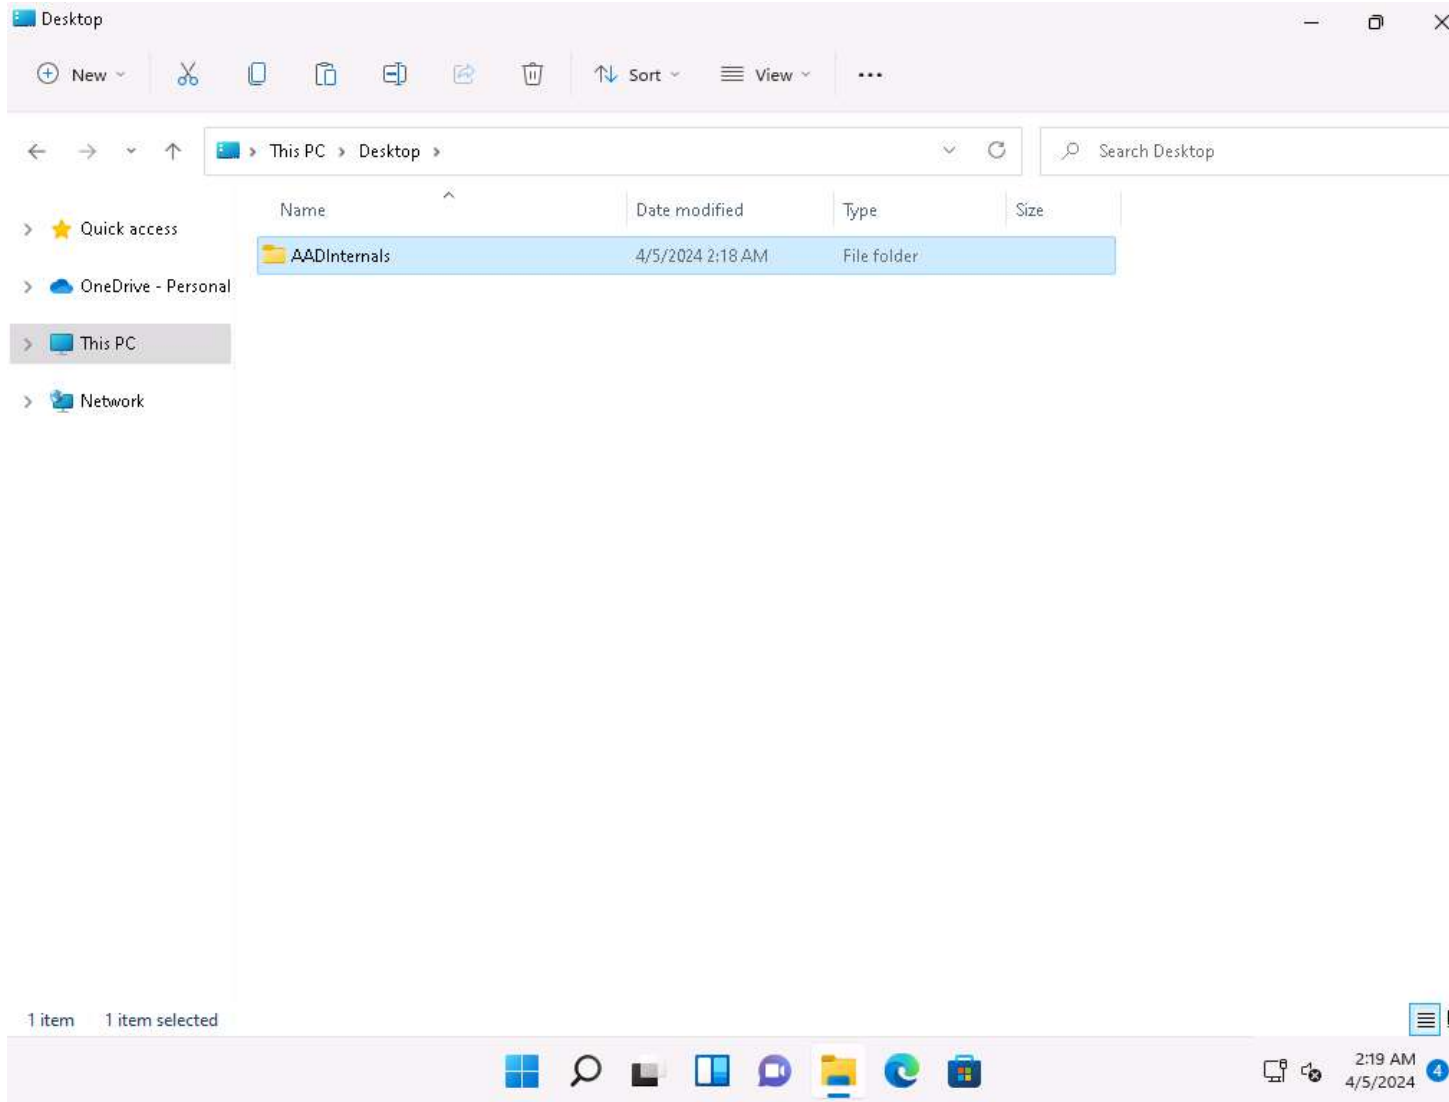 Desktop
New
Sort
View
This PC > Desktop >
Search Desktop
Name Date modified Type Size
Quick access
AADInternals 4/5/2024 2:18 AM File folder
OneDrive - Personal
This PC
Network
1 item 1 item selected
2:19 AM
4/5/2024
4